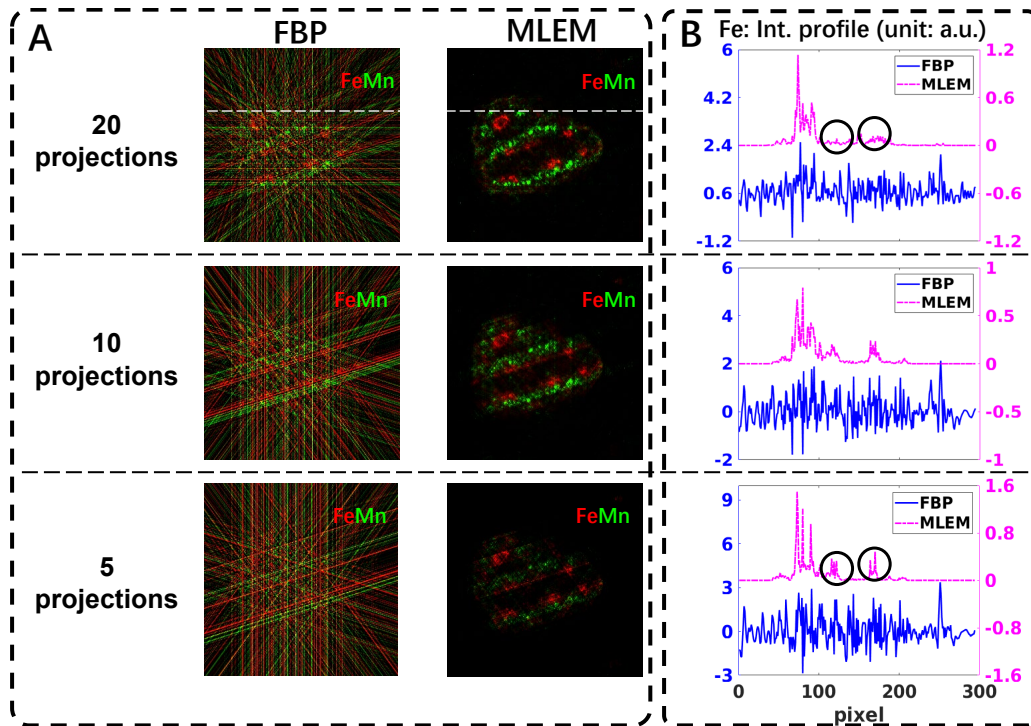 A
FBP
MLEM
20
projections
FeMn
FeMn
10
projections
FeMn
FeMn
5
projections
FeMn
FeMn
B
Fe: Int. profile (unit: a.u.)
6
4.2
2.4
0.6
-1.2
FBP
MLEM
1.2
0.6
0
-0.6
-1.2
6
4
2
0
-2
FBP
MLEM
1
0.5
0
-0.5
-1
9
6
3
0
-3
FBP
MLEM
1.6
0.8
0
-0.8
-1.6
0
100
200
300
pixel